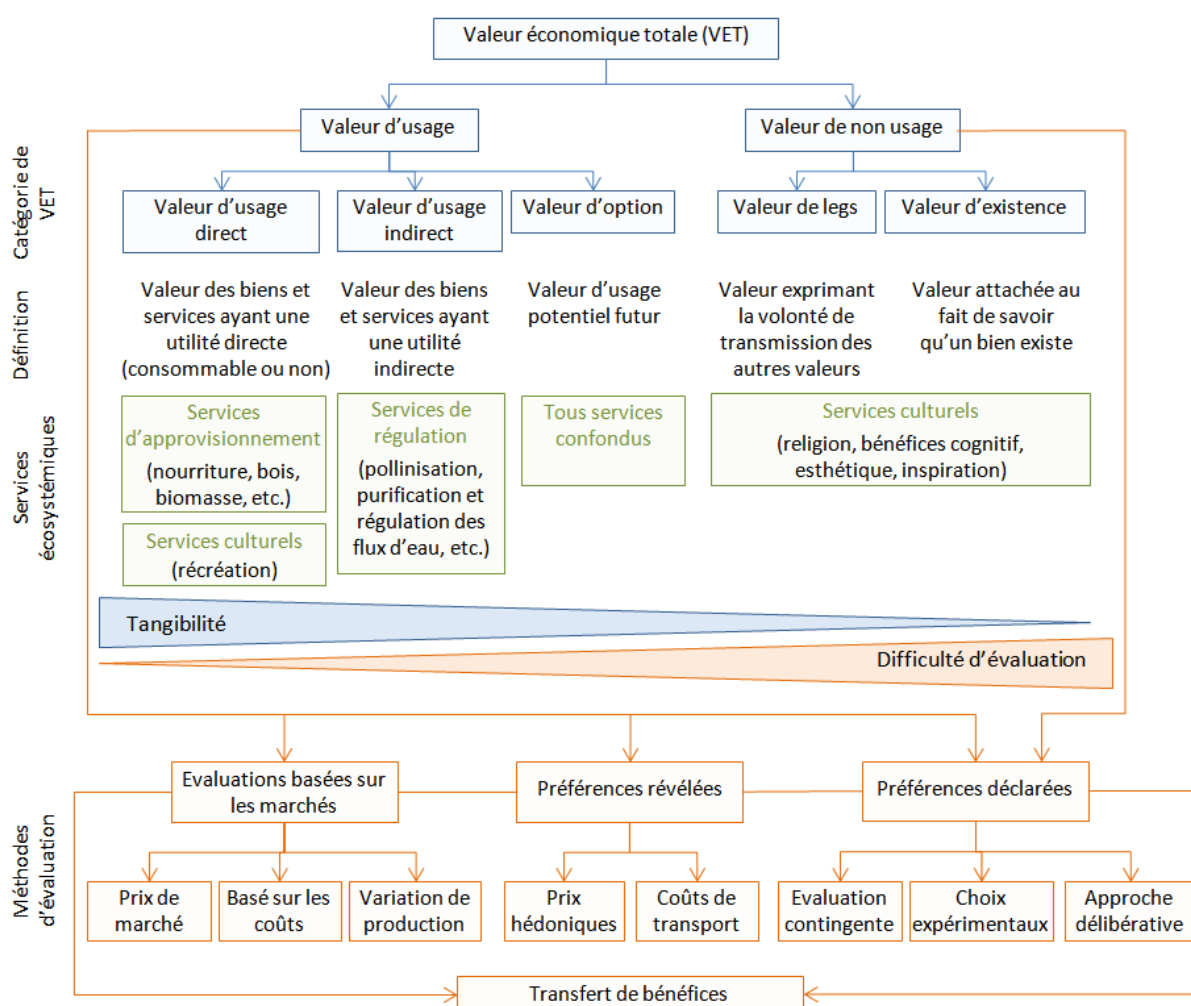 Valeur économique totale (VET)
Valeur d'usage
Valeur de non usage
Catégorie de
VET
Valeur d'usage
direct
Valeur d'usage
indirect
Valeur d'option
Valeur de legs
Valeur d'existence
Définition
Valeur des biens et
services ayant une
utilité directe
(consommable ou non)
Valeur des biens
et services ayant
une utilité
indirecte
Valeur d'usage
potentiel futur
Valeur exprimant
la volonté de
transmission des
autres valeurs
Valeur attachée au
fait de savoir
qu'un bien existe
Services
écosystémiques
Services
d'approvisionnement
(nourriture, bois,
biomasse, etc.)
Services culturels
(récréation)
Services de
régulation
(pollinisation,
purification et
régulation des
flux d'eau, etc.)
Tous services
confondus
Services culturels
(religion, bénéfices cognitif,
esthétique, inspiration)
Tangibilité
Difficulté d'évaluation
Méthodes
d'évaluation
Evaluations basées sur
les marchés
Préférences révélées
Préférences déclarées
Prix de
marché
Basé sur les
coûts
Variation de
production
Prix
hédoniques
Coûts de
transport
Evaluation
contingente
Choix
expérimentaux
Approche
délibérative
Transfert de bénéfices